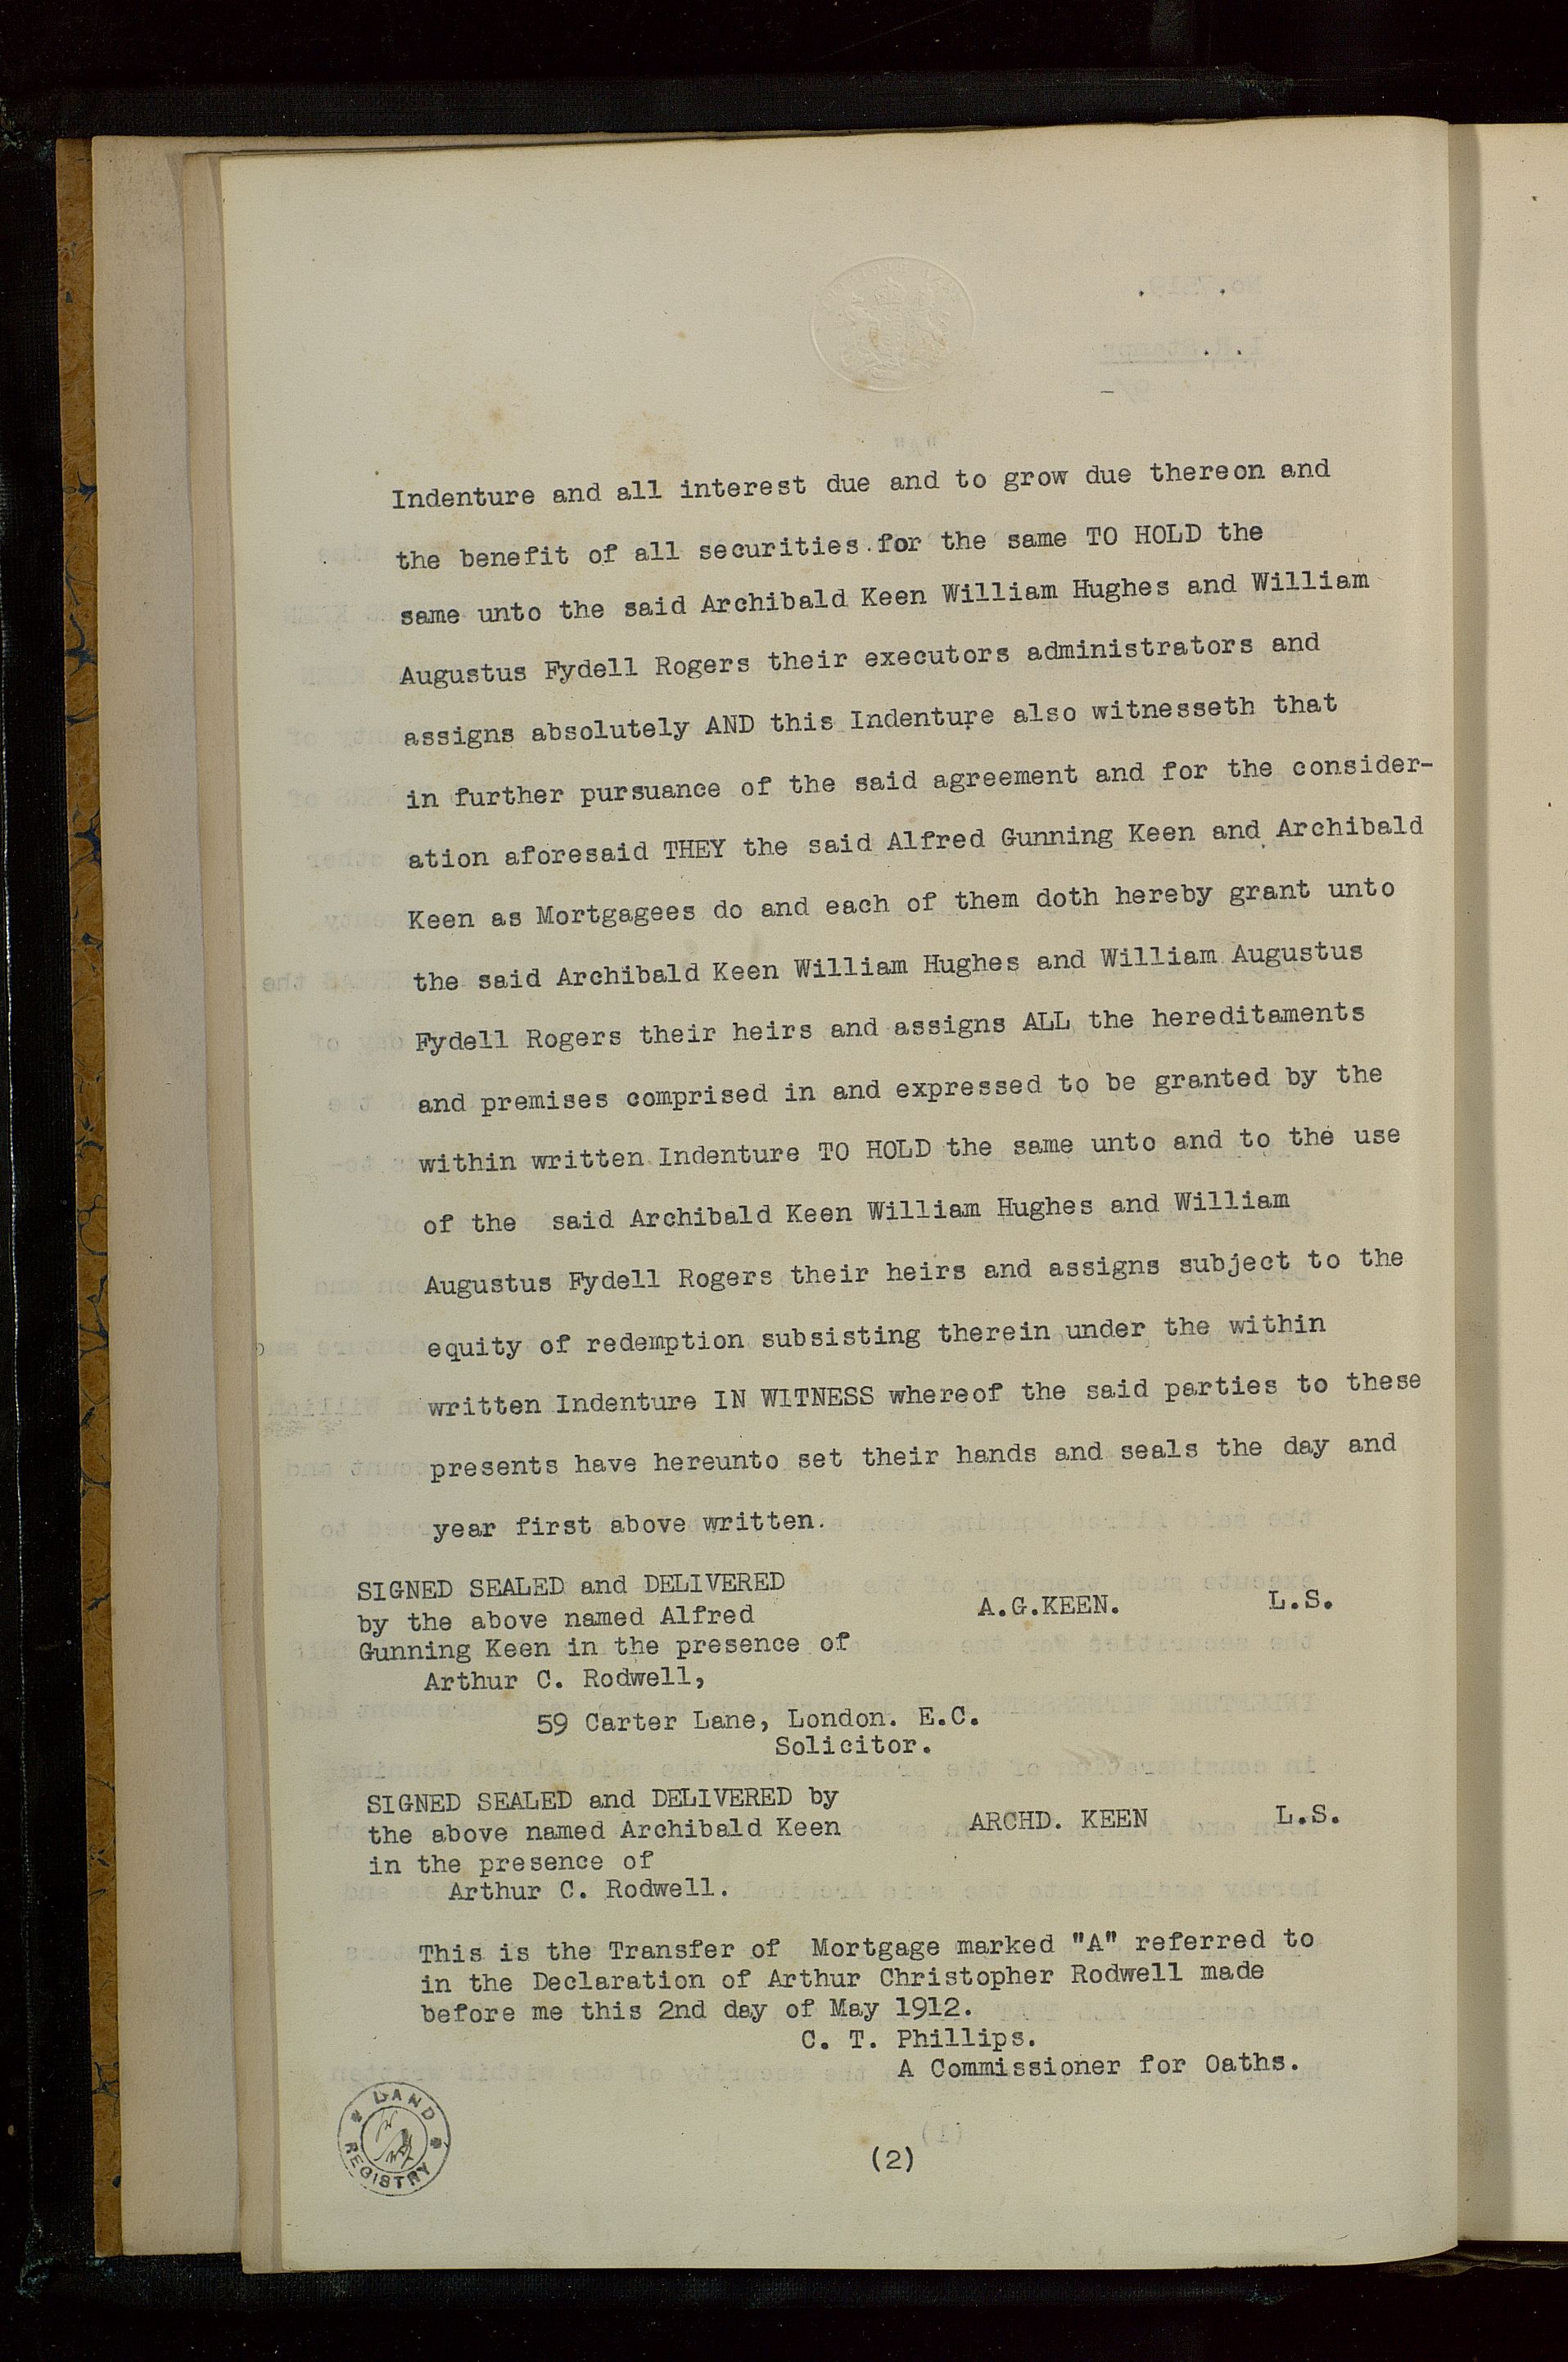 Indenture and all interest due and to grow due thereon and
the benefit of all securities for the same TO HOLD the
same unto the said Archibald Keen William Hughes and William
Augustus Fydell Rogers their executors administrators and
assigns absolutely AND this Indenture also witnesseth that
in further pursuance of the said agreement and for the consider-
ation aforesaid THEY the said Alfred Gunning Keen and Archibald
Keen as Mortgagees do and each of them doth hereby grant unto
the said Archibald Keen William Hughes and William Augustus
Fydell Rogers their heirs and assigns ALL the hereditaments
and premises comprised in and expressed to be granted by the
within written Indenture TO HOLD the same unto and to the use
of the said Archibald Keen William Hughes and William
Augustus Fydell Rogers their heirs and assigns subject to the
equity of redemption subsisting therein under the within
written Indenture IN WITNESS whereof the said parties to these
presents have hereunto set their hands and seals the day and
year first above written.
SIGNED SEALED and DELIVERED
by the above named Alfred A.G.KEEN. L.S.
Gunning Keen in the presence of
Arthur C. Rodwell,
59 Carter Lane, London. E.C.
Solicitor.
SIGNED SEALED and DELIVERED by
the above named Archibald Keen ARCHD. KEEN L.S.
in the presence of
Arthur C. Rodwell.
This is the Transfer of Mortgage marked "A" referred to
in the Declaration of Arthur Christopher Rodwell made
before me this 2nd day of May 1912.
C. T. Phillips.
A Commissioner for Oaths.
LAND REGISTRY
(2)